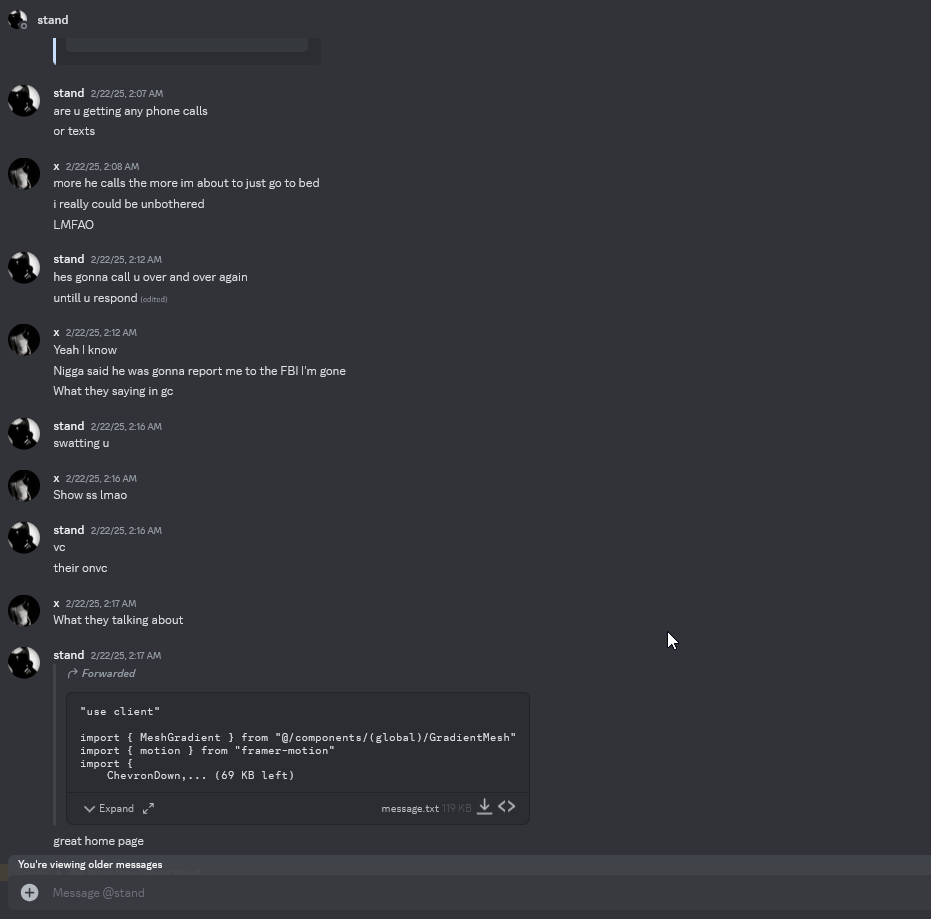 stand
stand 2/22/25, 2:07 AM
are u getting any phone calls
or texts
x 2/22/25, 2:08 AM
more he calls the more im about to just go to bed
i really could be unbothered
LMFAO
stand 2/22/25, 2:12 AM
hes gonna call u over and over again
untill u respond (edited)
x 2/22/25, 2:12 AM
Yeah I know
Nigga said he was gonna report me to the FBI I'm gone
What they saying in gc
stand 2/22/25, 2:16 AM
swatting u
x 2/22/25, 2:16 AM
Show ss lmao
stand 2/22/25, 2:16 AM
vc
their onvc
x 2/22/25, 2:17 AM
What they talking about
stand 2/22/25, 2:17 AM
Forwarded
"use client"
import { MeshGradient } from "@/components/(global)/GradientMesh"
import { motion } from "framer-motion"
import {
ChevronDown,... (69 KB left)
Expand message.txt 119 KB
great home page
You're viewing older messages
Message @stand